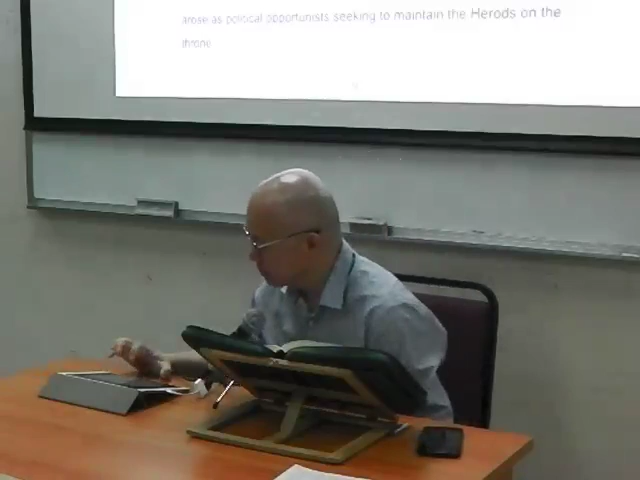 arose as political opportunists seeking to maintain the Herods on the
throne